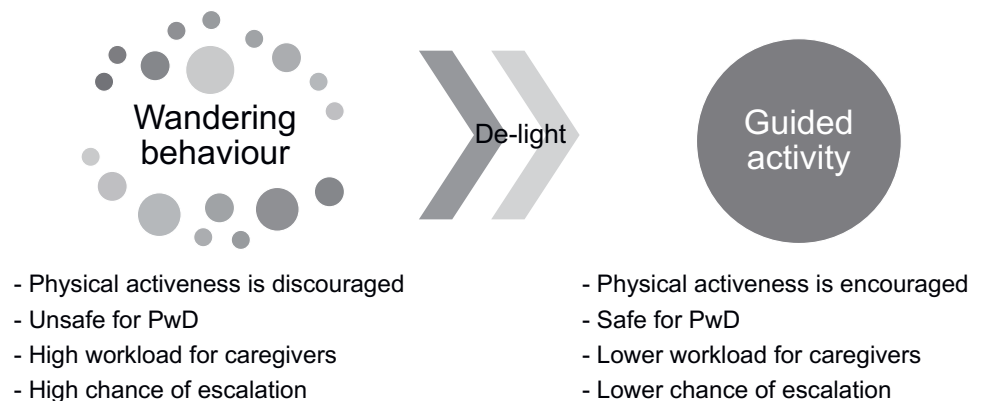 Wandering
behaviour
De-light
Guided
activity
- Physical activeness is discouraged
- Unsafe for PwD
- High workload for caregivers
- High chance of escalation
- Physical activeness is encouraged
- Safe for PwD
- Lower workload for caregivers
- Lower chance of escalation